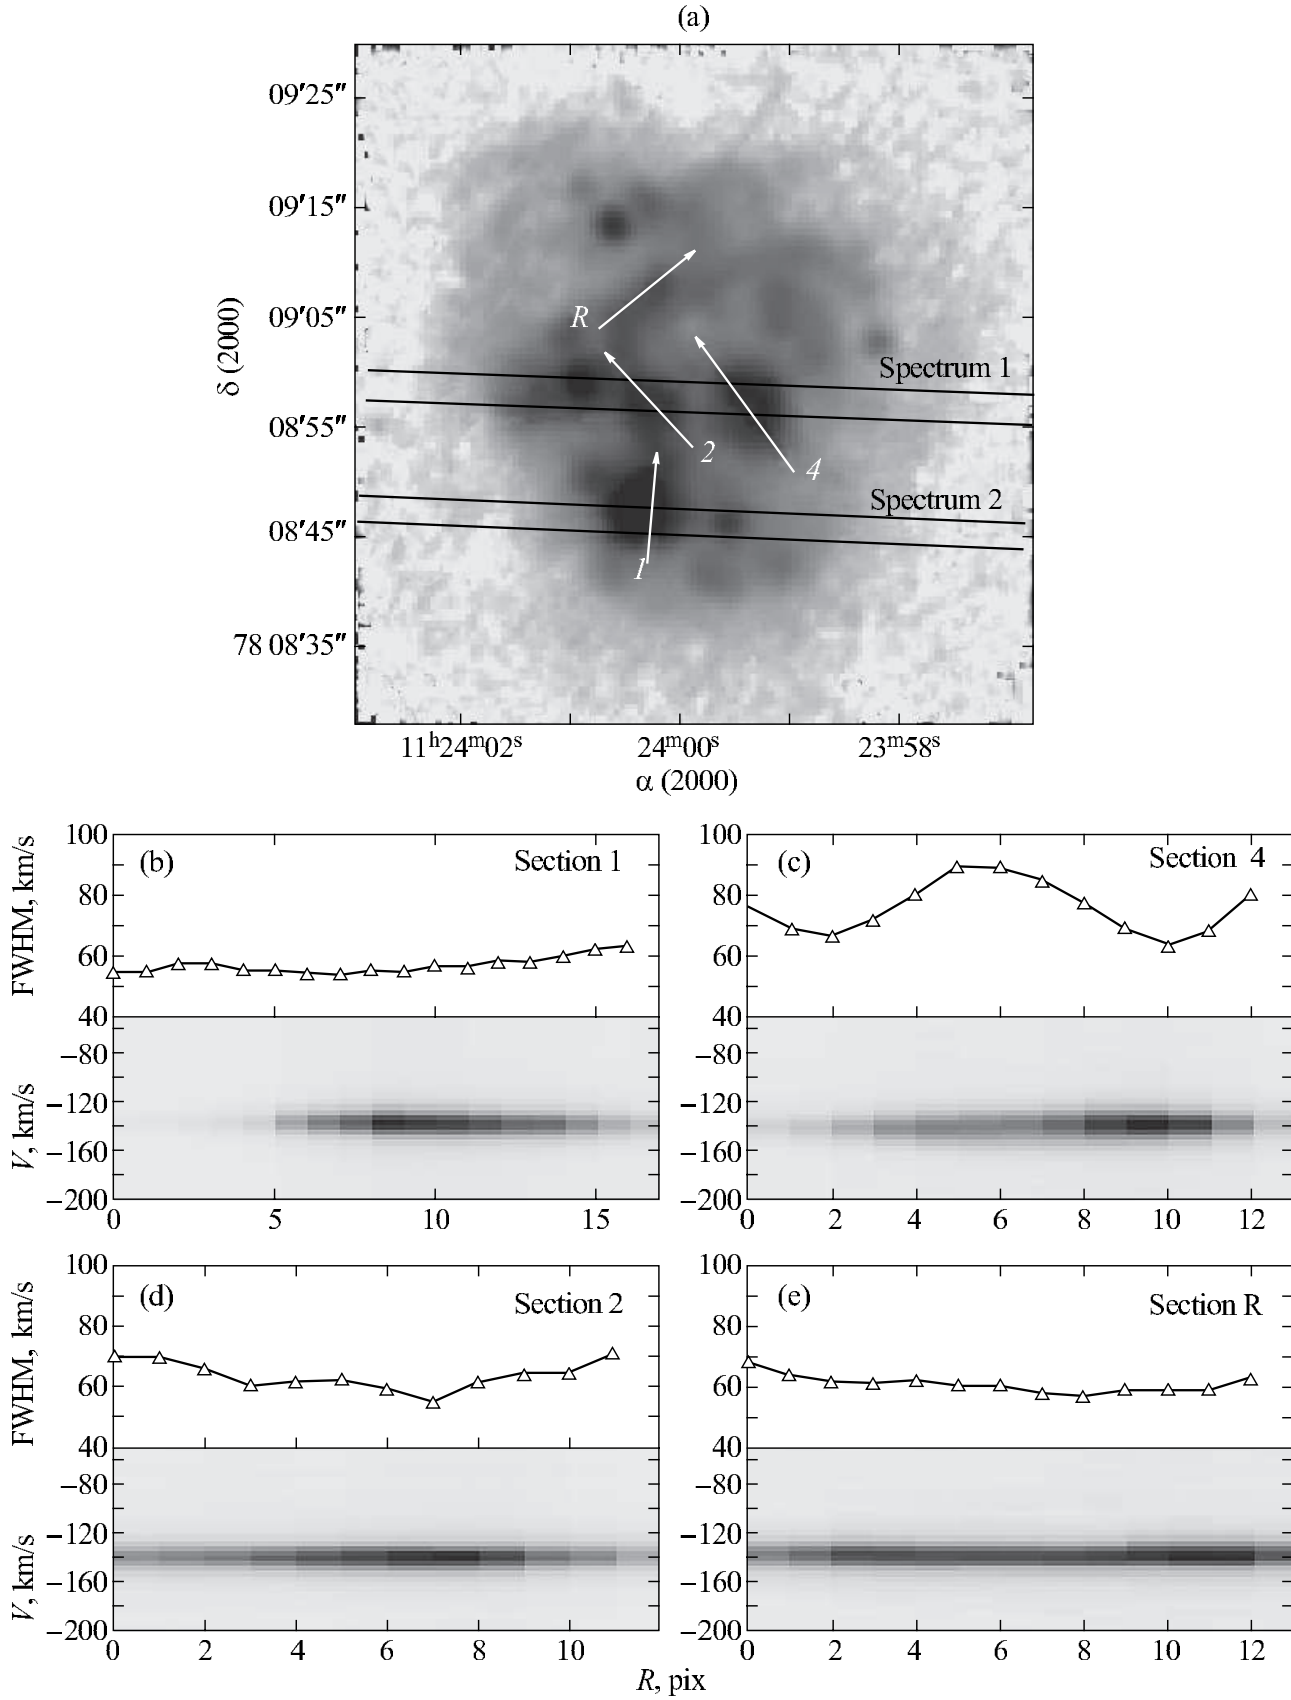 (a)
09′25″
09′15″
09′05″
08′55″
08′45″
78 08′35″
δ (2000)
R
2
4
1
Spectrum 1
Spectrum 2
11ʰ24ᵐ02ˢ 24ᵐ00ˢ 23ᵐ58ˢ
α (2000)
(b) Section 1
FWHM, km/s
100
80
60
40
V, km/s
−80
−120
−160
−200
0 5 10 15
(c) Section 4
100
80
60
40
−80
−120
−160
−200
0 2 4 6 8 10 12
(d) Section 2
FWHM, km/s
100
80
60
40
V, km/s
−80
−120
−160
−200
0 2 4 6 8 10
(e) Section R
100
80
60
40
−80
−120
−160
−200
0 2 4 6 8 10 12
R, pix